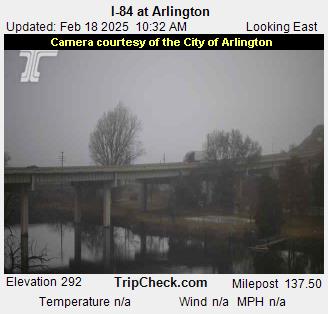 I-84 at Arlington
Updated: Feb 18 2025 10:32 AM Looking East
Camera courtesy of the City of Arlington
Elevation 292 TripCheck.com Milepost 137.50
Temperature n/a Wind n/a MPH n/a